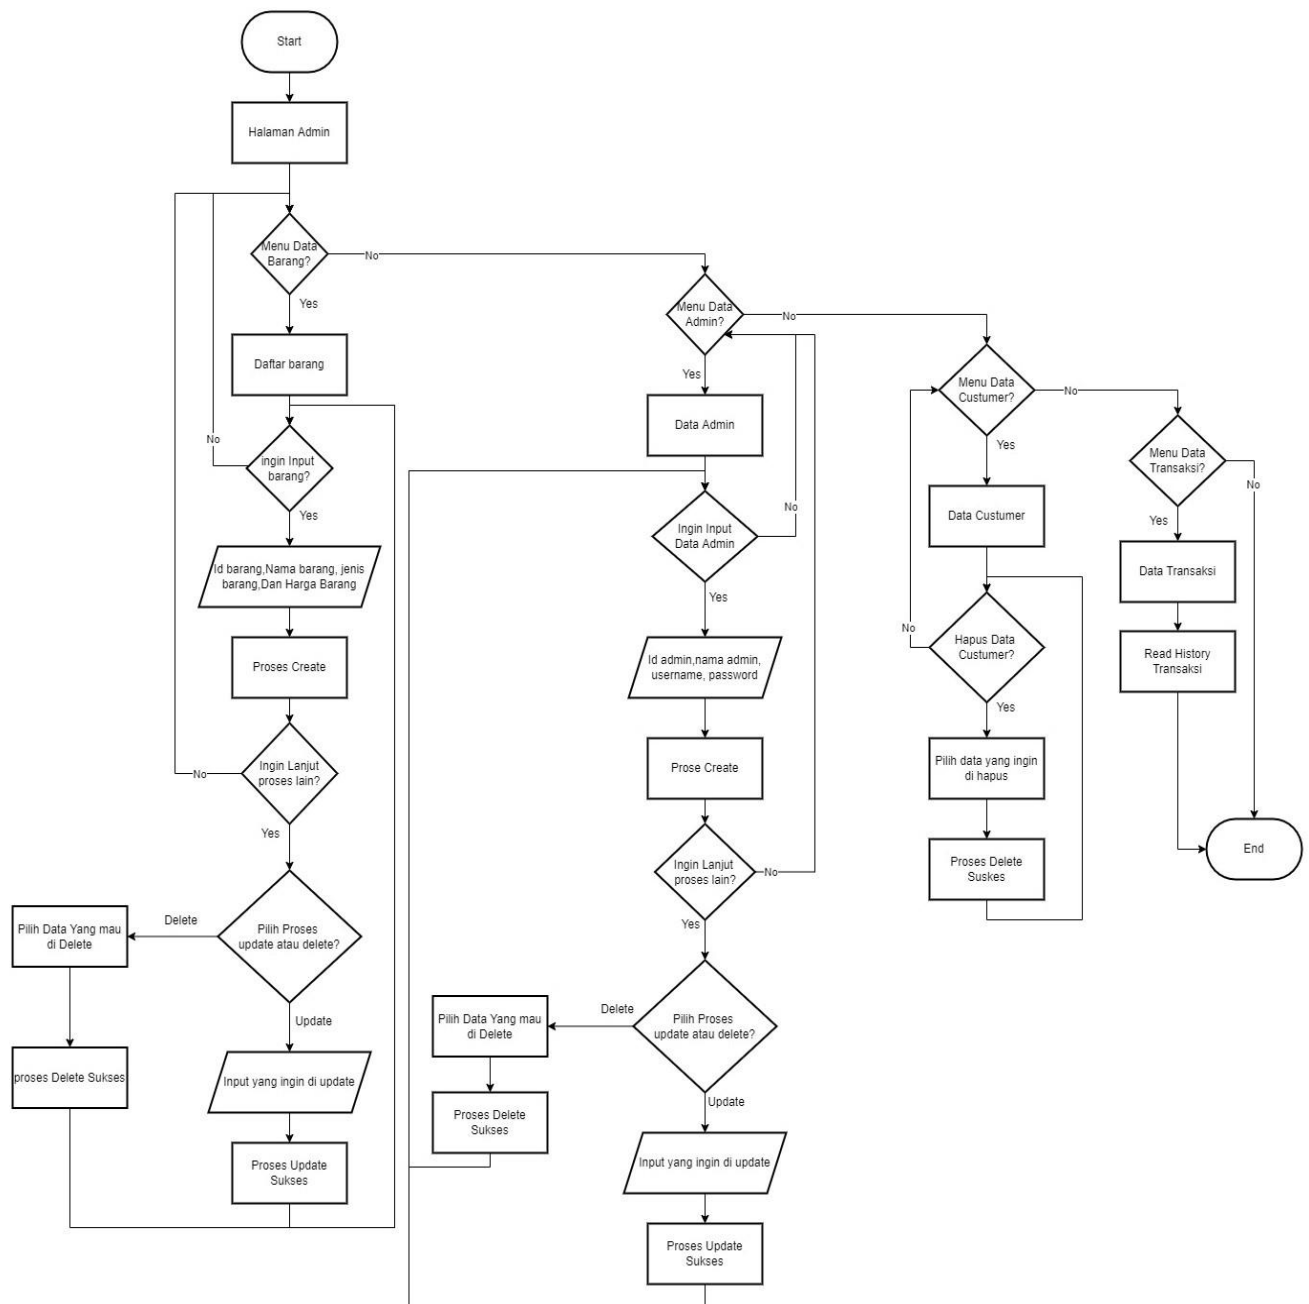 Start
Halaman Admin
Menu Data
Barang?
No
Yes
Daftar barang
No
ingin Input
barang?
Yes
Id barang,Nama barang, jenis
barang,Dan Harga Barang
Proses Create
Ingin Lanjut
proses lain?
No
Yes
Pilih Proses
update atau delete?
Delete
Pilih Data Yang mau
di Delete
proses Delete Sukses
Update
Input yang ingin di update
Proses Update
Sukses
Menu Data
Admin?
No
Yes
Data Admin
Ingin Input
Data Admin
No
Yes
Id admin,nama admin,
username, password
Prose Create
Ingin Lanjut
proses lain?
No
Yes
Pilih Proses
update atau delete?
Delete
Pilih Data Yang mau
di Delete
Proses Delete
Sukses
Update
Input yang ingin di update
Proses Update
Sukses
Menu Data
Custumer?
No
Yes
Data Custumer
Hapus Data
Custumer?
No
Yes
Pilih data yang ingin
di hapus
Proses Delete
Suskes
Menu Data
Transaksi?
No
Yes
Data Transaksi
Read History
Transaksi
End